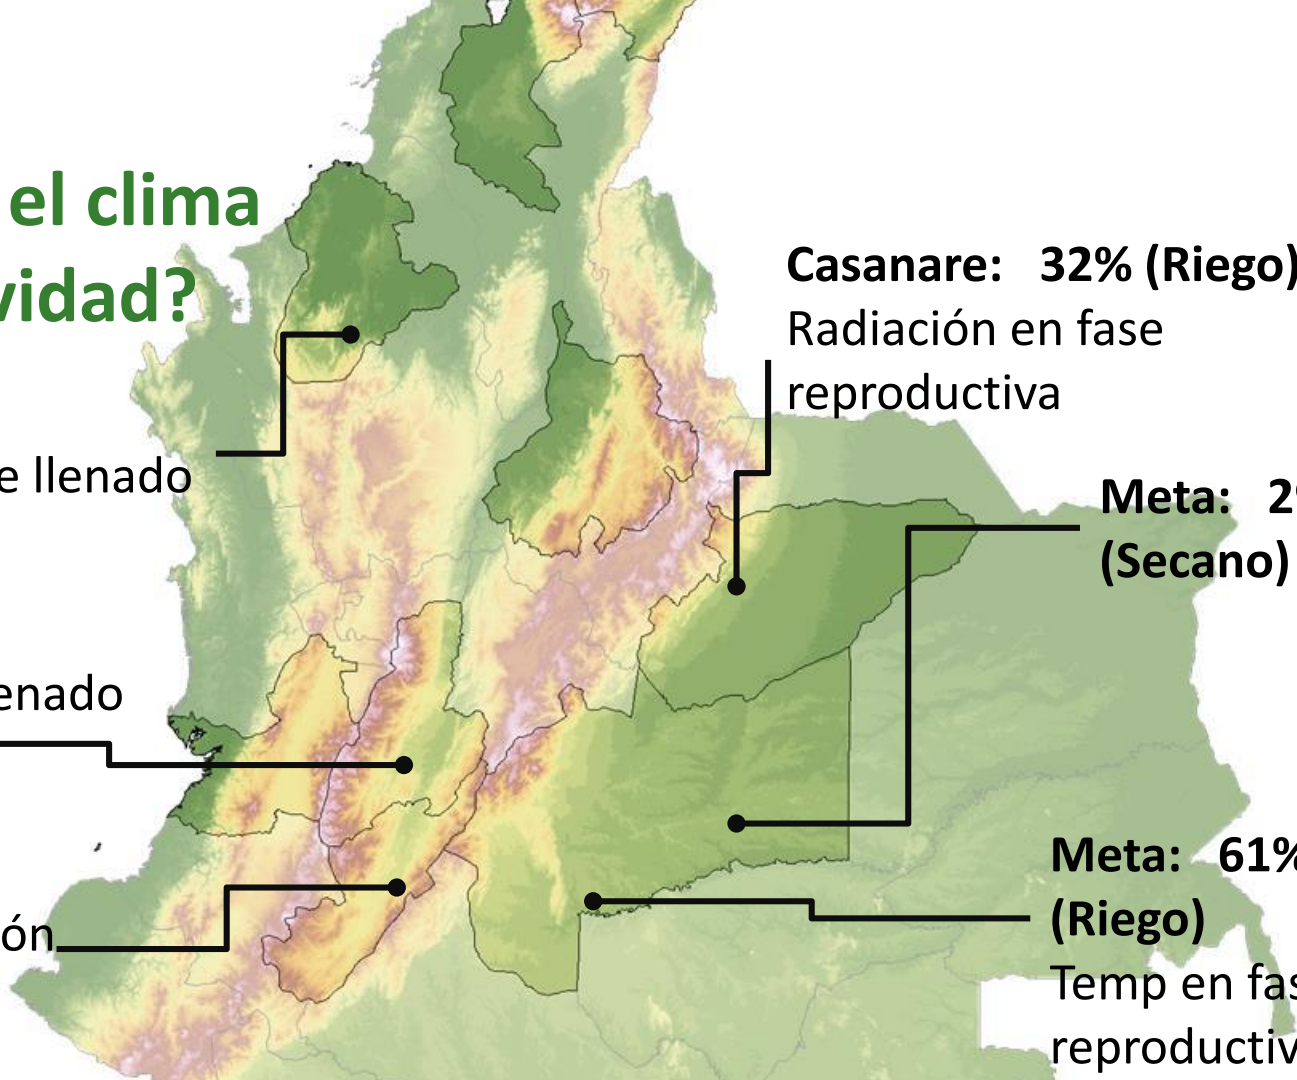 el clima
vidad?
Casanare: 32% (Riego)
Radiación en fase
reproductiva
e llenado
Meta: 2
(Secano)
enado
Meta: 61%
(Riego)
ón
Temp en fas
reproductiv